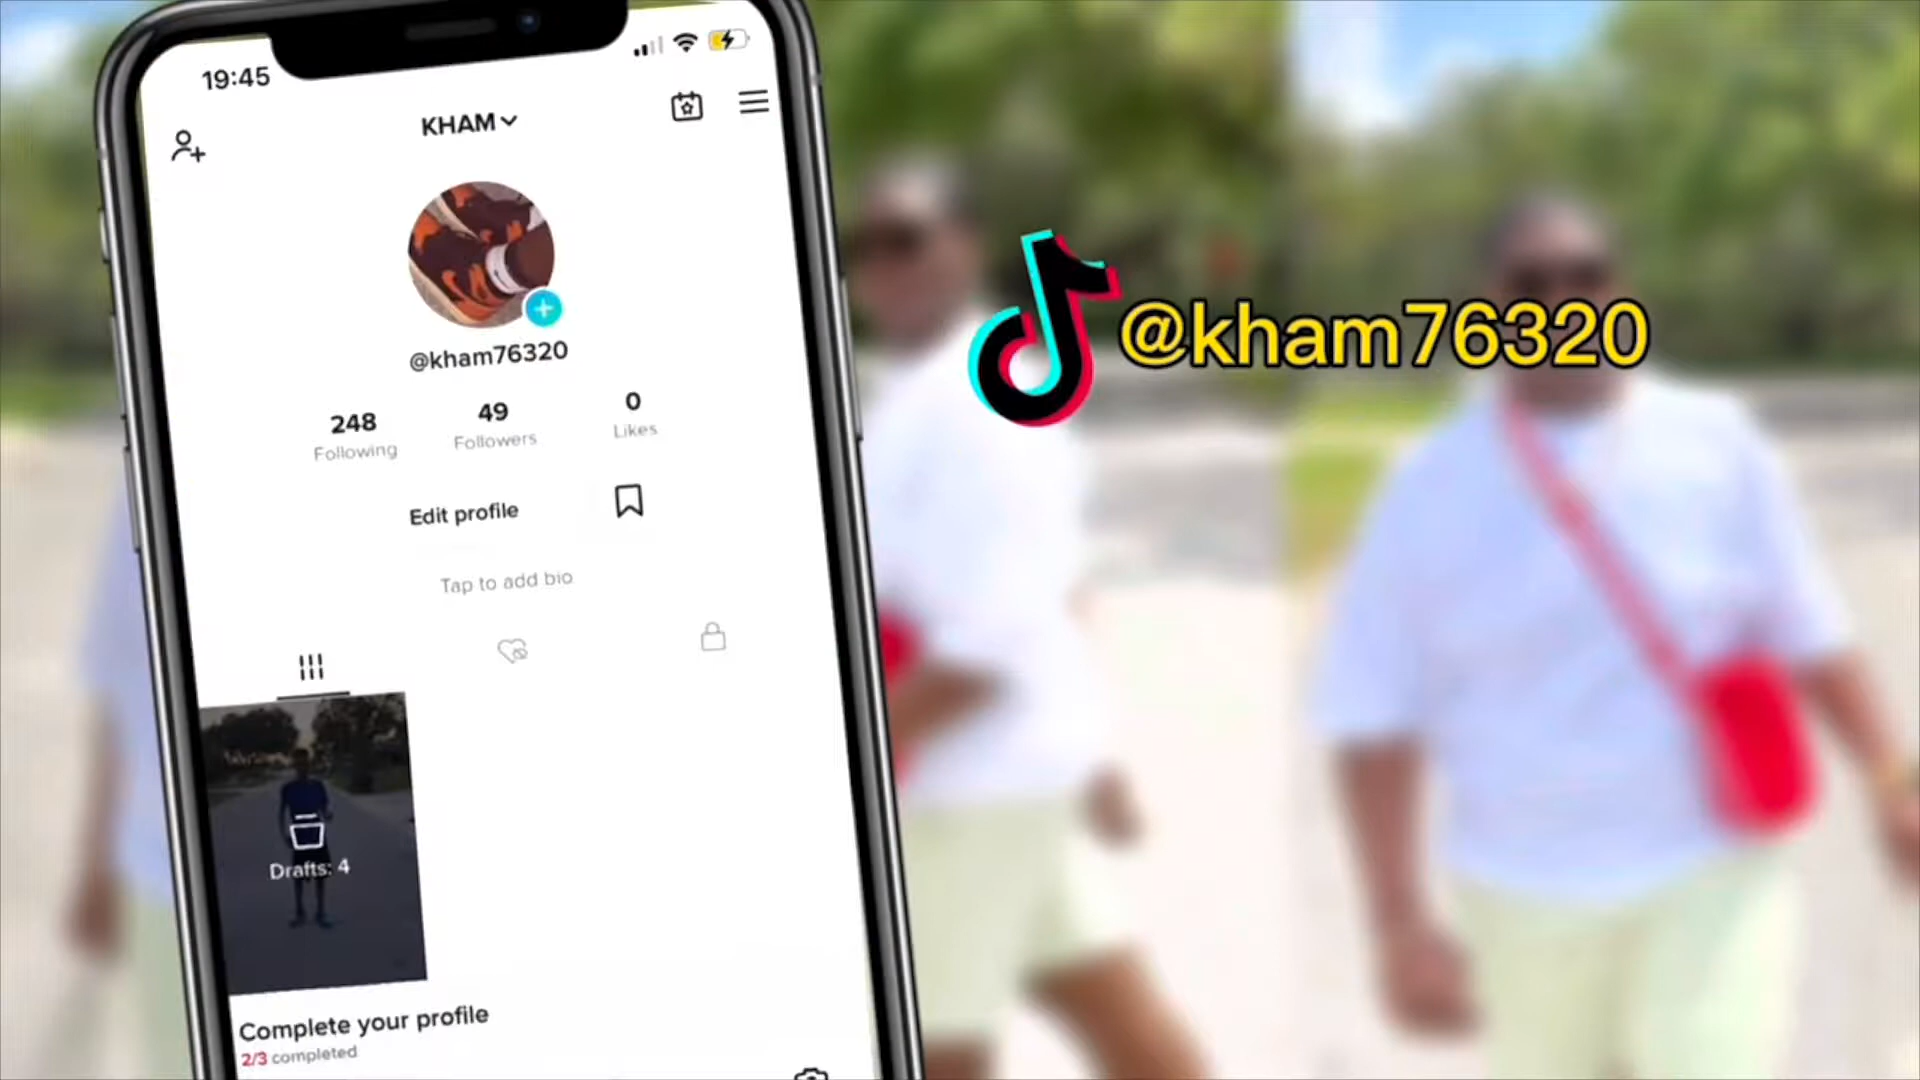 19:45
KHAM
@kham76320
248
Following
49
Followers
0
Likes
Edit profile
Tap to add bio
Drafts: 4
Complete your profile
2/3 completed
@kham76320